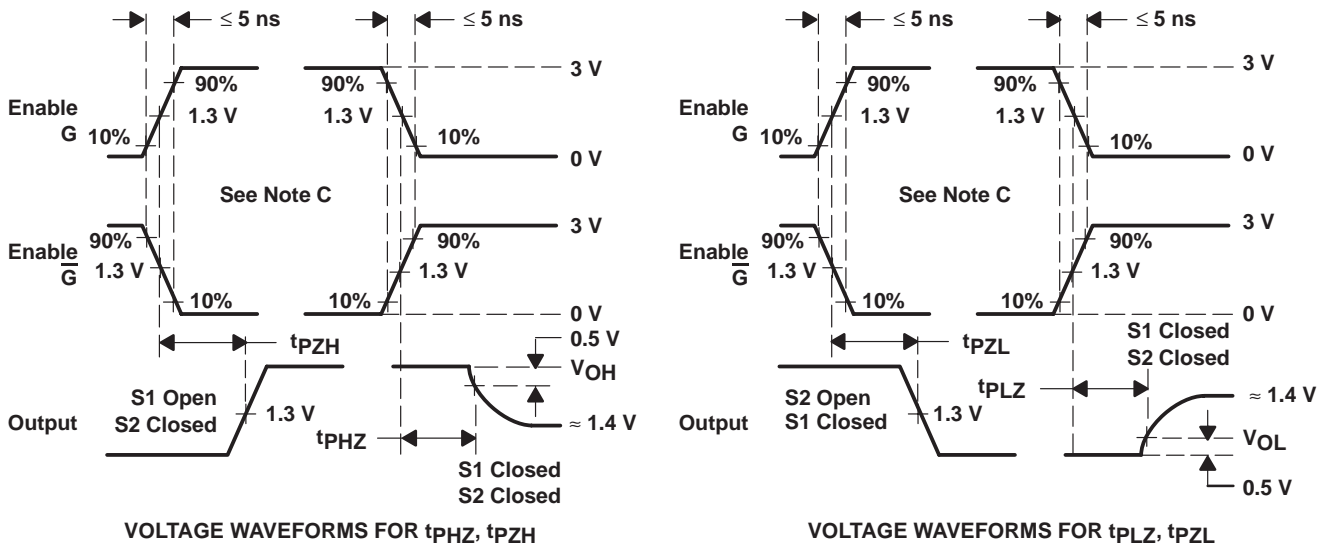 ≤ 5 ns
≤ 5 ns
Enable G
10%
90%
1.3 V
90%
1.3 V
10%
3 V
0 V
See Note C
Enable G̅
90%
1.3 V
10%
90%
1.3 V
10%
3 V
0 V
tPZH
0.5 V
VOH
Output
S1 Open
S2 Closed
1.3 V
tPHZ
≈ 1.4 V
S1 Closed
S2 Closed
VOLTAGE WAVEFORMS FOR tPHZ, tPZH
≤ 5 ns
≤ 5 ns
Enable G
10%
90%
1.3 V
90%
1.3 V
10%
3 V
0 V
See Note C
Enable G̅
90%
1.3 V
10%
90%
1.3 V
10%
3 V
0 V
tPZL
S1 Closed
S2 Closed
tPLZ
Output
S2 Open
S1 Closed
1.3 V
≈ 1.4 V
VOL
0.5 V
VOLTAGE WAVEFORMS FOR tPLZ, tPZL